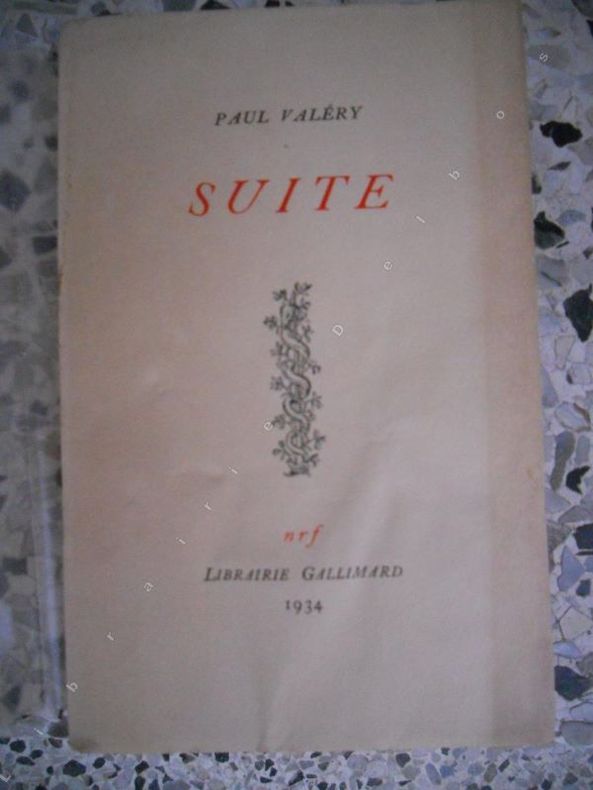 PAUL VALÉRY
SUITE
nrf
LIBRAIRIE GALLIMARD
1934
Librairie Delbos